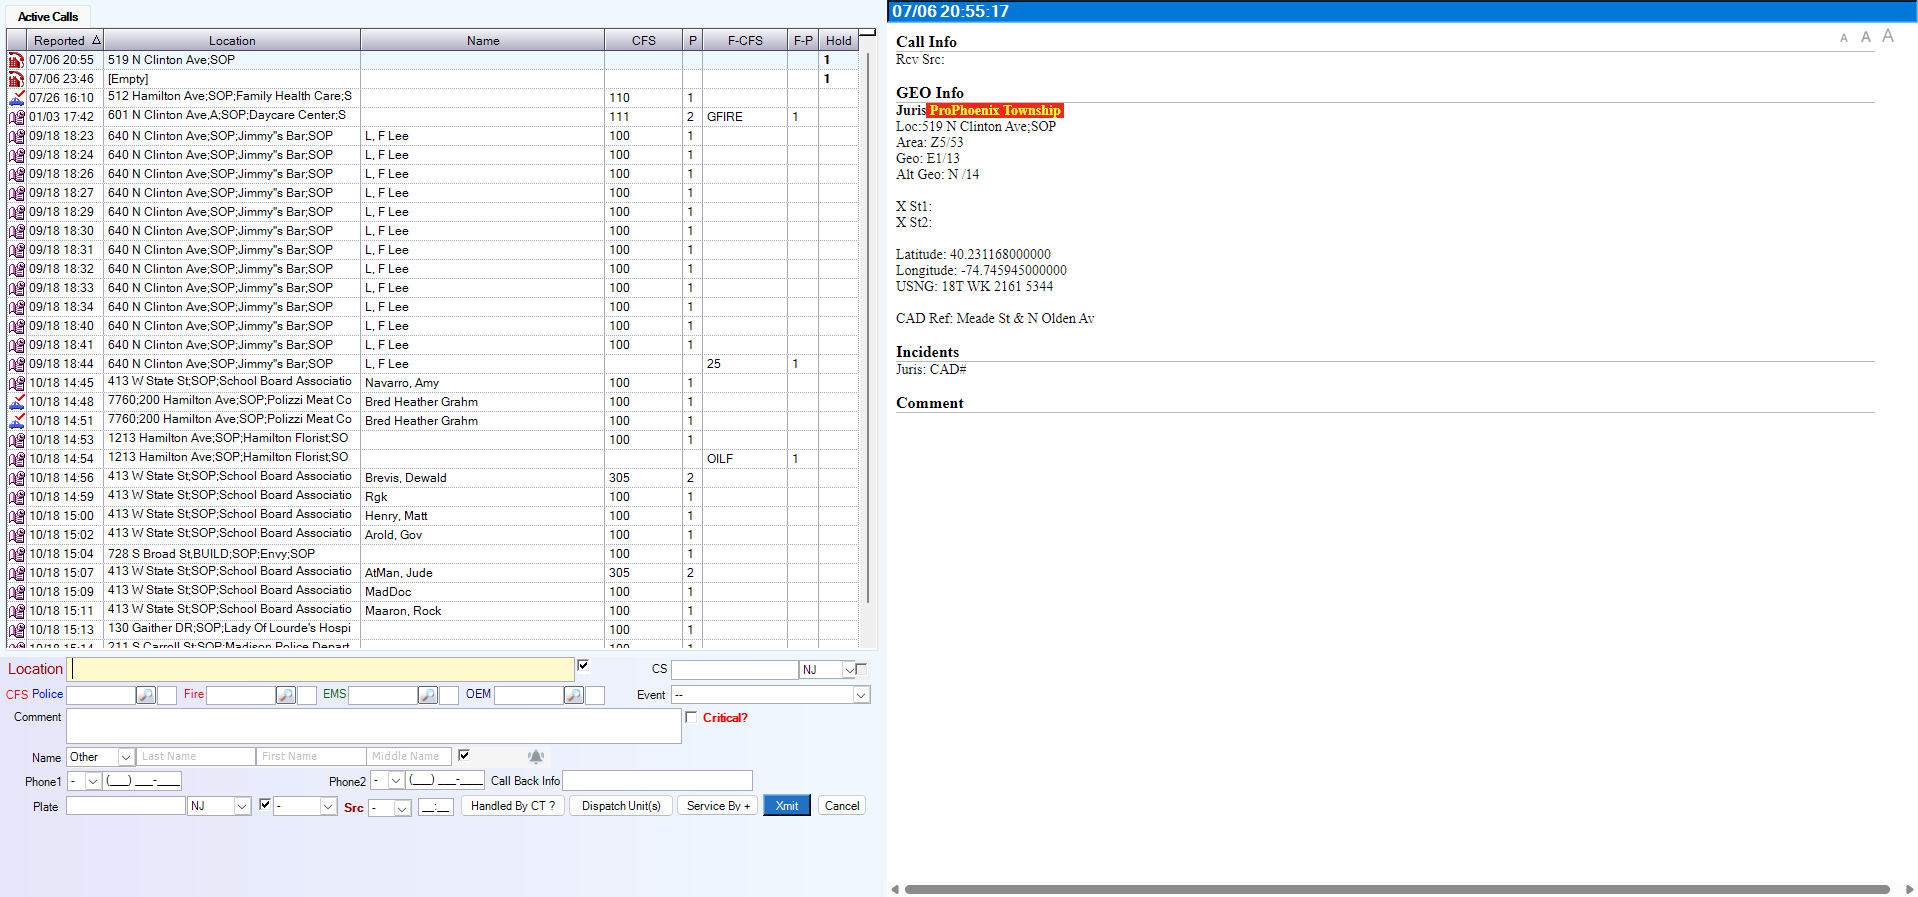 Active Calls
Reported Location Name CFS P F-CFS F-P Hold
07/06 20:55 519 N Clinton Ave;SOP 1
07/06 23:46 [Empty] 1
07/26 16:10 512 Hamilton Ave;SOP;Family Health Care;S 110 1
01/03 17:42 601 N Clinton Ave,A;SOP;Daycare Center;S 111 2 GFIRE 1
09/18 18:23 640 N Clinton Ave;SOP;Jimmy"s Bar;SOP L, F Lee 100 1
09/18 18:24 640 N Clinton Ave;SOP;Jimmy"s Bar;SOP L, F Lee 100 1
09/18 18:26 640 N Clinton Ave;SOP;Jimmy"s Bar;SOP L, F Lee 100 1
09/18 18:27 640 N Clinton Ave;SOP;Jimmy"s Bar;SOP L, F Lee 100 1
09/18 18:29 640 N Clinton Ave;SOP;Jimmy"s Bar;SOP L, F Lee 100 1
09/18 18:30 640 N Clinton Ave;SOP;Jimmy"s Bar;SOP L, F Lee 100 1
09/18 18:31 640 N Clinton Ave;SOP;Jimmy"s Bar;SOP L, F Lee 100 1
09/18 18:32 640 N Clinton Ave;SOP;Jimmy"s Bar;SOP L, F Lee 100 1
09/18 18:33 640 N Clinton Ave;SOP;Jimmy"s Bar;SOP L, F Lee 100 1
09/18 18:34 640 N Clinton Ave;SOP;Jimmy"s Bar;SOP L, F Lee 100 1
09/18 18:40 640 N Clinton Ave;SOP;Jimmy"s Bar;SOP L, F Lee 100 1
09/18 18:41 640 N Clinton Ave;SOP;Jimmy"s Bar;SOP L, F Lee 100 1
09/18 18:44 640 N Clinton Ave;SOP;Jimmy"s Bar;SOP L, F Lee 25 1
10/18 14:45 413 W State St;SOP;School Board Associatio Navarro, Amy 100 1
10/18 14:48 7760;200 Hamilton Ave;SOP;Polizzi Meat Co Bred Heather Grahm 100 1
10/18 14:51 7760;200 Hamilton Ave;SOP;Polizzi Meat Co Bred Heather Grahm 100 1
10/18 14:53 1213 Hamilton Ave;SOP;Hamilton Florist;SO 100 1
10/18 14:54 1213 Hamilton Ave;SOP;Hamilton Florist;SO OILF 1
10/18 14:56 413 W State St;SOP;School Board Associatio Brevis, Dewald 305 2
10/18 14:59 413 W State St;SOP;School Board Associatio Rgk 100 1
10/18 15:00 413 W State St;SOP;School Board Associatio Henry, Matt 100 1
10/18 15:02 413 W State St;SOP;School Board Associatio Arold, Gov 100 1
10/18 15:04 728 S Broad St,BUILD;SOP;Envy;SOP 100 1
10/18 15:07 413 W State St;SOP;School Board Associatio AtMan, Jude 305 2
10/18 15:09 413 W State St;SOP;School Board Associatio MadDoc 100 1
10/18 15:11 413 W State St;SOP;School Board Associatio Maaron, Rock 100 1
10/18 15:13 130 Gaither DR;SOP;Lady Of Lourde's Hospi 100 1
10/18 15:14 211 S Carroll St;SOP;Madison Police Depart 100 1
Location CS NJ
CFS Police Fire EMS OEM Event --
Comment Critical?
Name Other Last Name First Name Middle Name
Phone1 - (___) ___-____ Phone2 - (___) ___-____ Call Back Info
Plate NJ - Src - __:__ Handled By CT ? Dispatch Unit(s) Service By + Xmit Cancel
07/06 20:55:17
A A A
Call Info
Rcv Src:
GEO Info
Juris ProPhoenix Township
Loc:519 N Clinton Ave;SOP
Area: Z5/53
Geo: E1/13
Alt Geo: N /14
X St1:
X St2:
Latitude: 40.231168000000
Longitude: -74.745945000000
USNG: 18T WK 2161 5344
CAD Ref: Meade St & N Olden Av
Incidents
Juris: CAD#
Comment